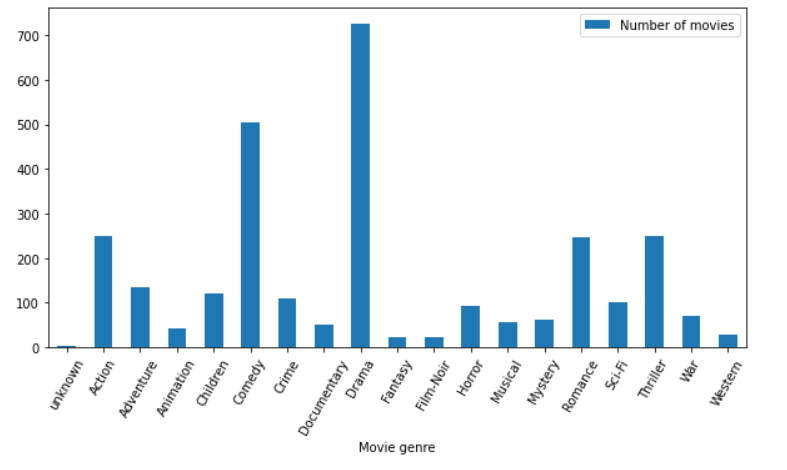 Number of movies
700
600
500
400
300
200
100
0
unknown
Action
Adventure
Animation
Children
Comedy
Crime
Documentary
Drama
Fantasy
Film-Noir
Horror
Musical
Mystery
Romance
Sci-Fi
Thriller
War
Western
Movie genre